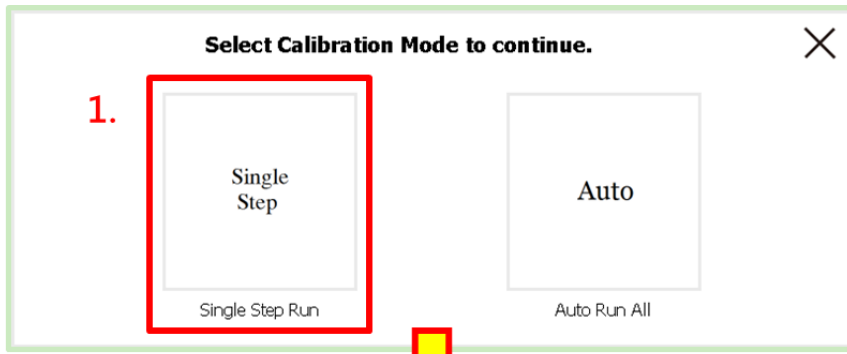 Select Calibration Mode to continue.
1.
Single
Step
Auto
Single Step Run
Auto Run All